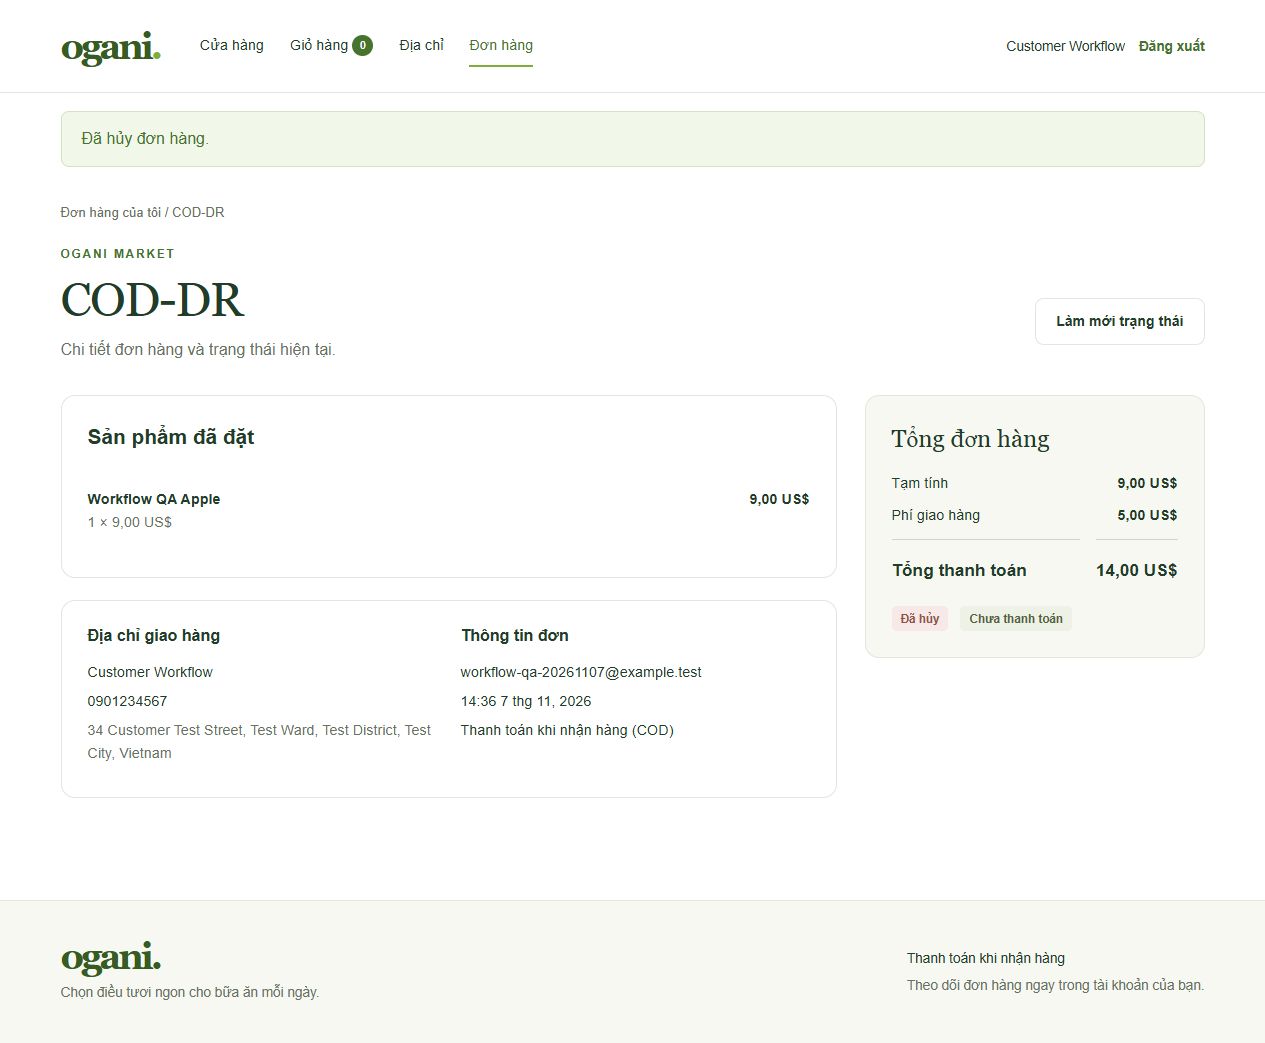 ogani.
Cửa hàng
Giỏ hàng 0
Địa chỉ
Đơn hàng
Customer Workflow
Đăng xuất
Đã hủy đơn hàng.
Đơn hàng của tôi / COD-DR
OGANI MARKET
COD-DR
Chi tiết đơn hàng và trạng thái hiện tại.
Làm mới trạng thái
Sản phẩm đã đặt
Workflow QA Apple 9,00 US$
1 × 9,00 US$
Địa chỉ giao hàng
Customer Workflow
0901234567
34 Customer Test Street, Test Ward, Test District, Test
City, Vietnam
Thông tin đơn
workflow-qa-20261107@example.test
14:36 7 thg 11, 2026
Thanh toán khi nhận hàng (COD)
Tổng đơn hàng
Tạm tính 9,00 US$
Phí giao hàng 5,00 US$
Tổng thanh toán 14,00 US$
Đã hủy Chưa thanh toán
ogani.
Chọn điều tươi ngon cho bữa ăn mỗi ngày.
Thanh toán khi nhận hàng
Theo dõi đơn hàng ngay trong tài khoản của bạn.